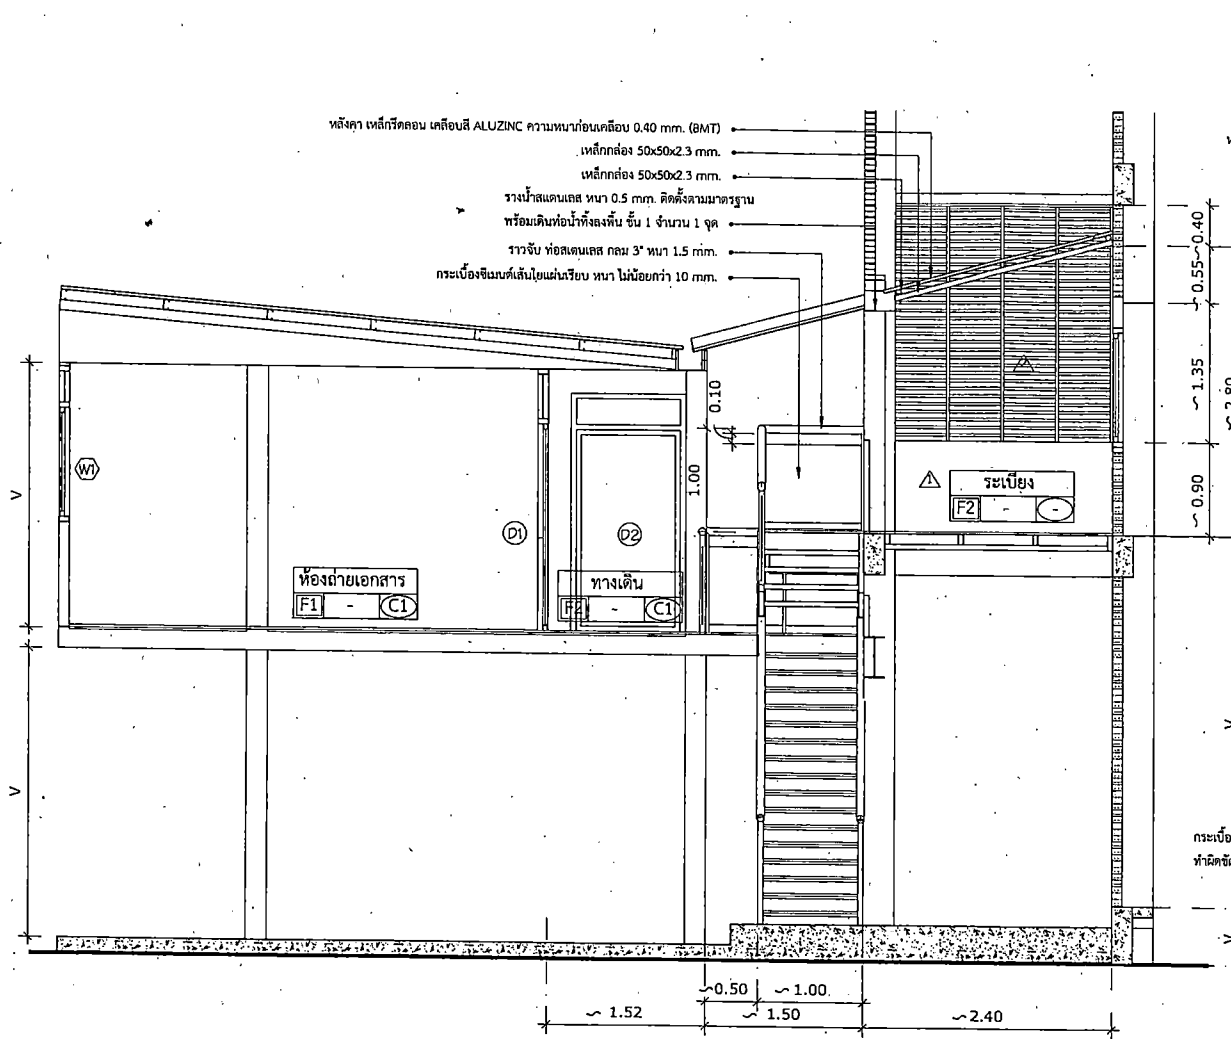 หลังคา เหล็กรีดลอน เคลือบสี ALUZINC ความหนาก่อนเคลือบ 0.40 mm. (BMT)
เหล็กกล่อง 50x50x2.3 mm.
เหล็กกล่อง 50x50x2.3 mm.
รางน้ำสแตนเลส หนา 0.5 mm. ติดตั้งตามมาตรฐาน
พร้อมเดินท่อน้ำทิ้งลงพื้น ชั้น 1 จำนวน 1 จุด
ราวจับ ท่อสเตนเลส กลม 3" หนา 1.5 mm.
กระเบื้องซีเมนต์เส้นใยแผ่นเรียบ หนา ไม่น้อยกว่า 10 mm.
~ 0.40
~ 0.55
~ 1.35
~ 2.80
~ 0.90
0.10
1.00
W1
D1
D2
1
ระเบียง
F2 - -
ห้องถ่ายเอกสาร
F1 - C1
ทางเดิน
F2 - C1
V
V
V
V
กระเบื้อ
~0.50
~ 1.00
~ 1.52
~ 1.50
~2.40